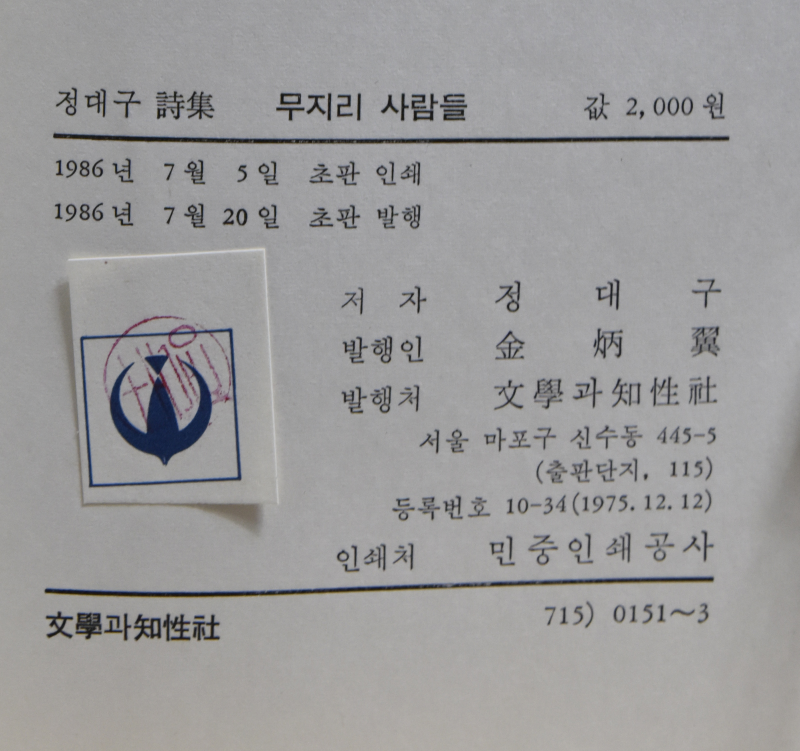 정대구 詩集 무지리 사람들 값 2,000 원
1986 년 7 월 5 일 초판 인쇄
1986 년 7 월 20 일 초판 발행
저 자 정 대 구
발행인 金 炳 翼
발행처 文學과知性社
서울 마포구 신수동 445-5
(출판단지, 115)
등록번호 10-34(1975. 12. 12)
인쇄처 민중인쇄공사
文學과知性社 715) 0151~3